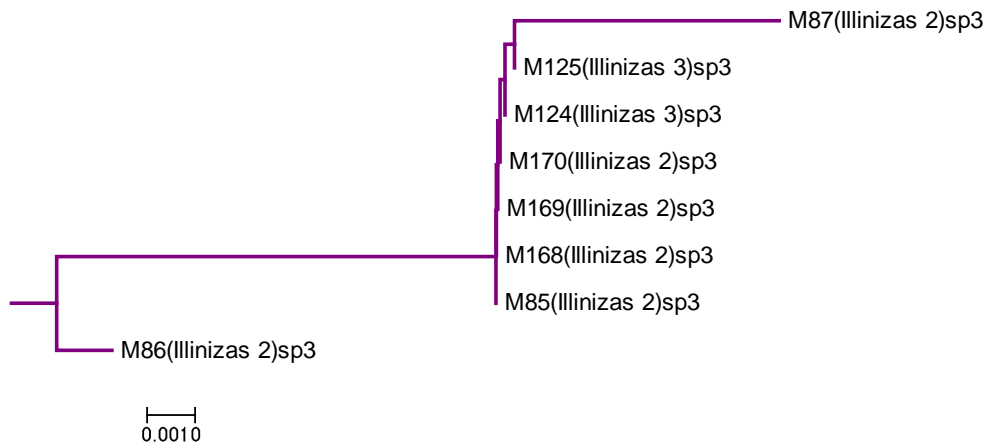 M87(Illinizas 2)sp3
M125(Illinizas 3)sp3
M124(Illinizas 3)sp3
M170(Illinizas 2)sp3
M169(Illinizas 2)sp3
M168(Illinizas 2)sp3
M85(Illinizas 2)sp3
M86(Illinizas 2)sp3
0.0010